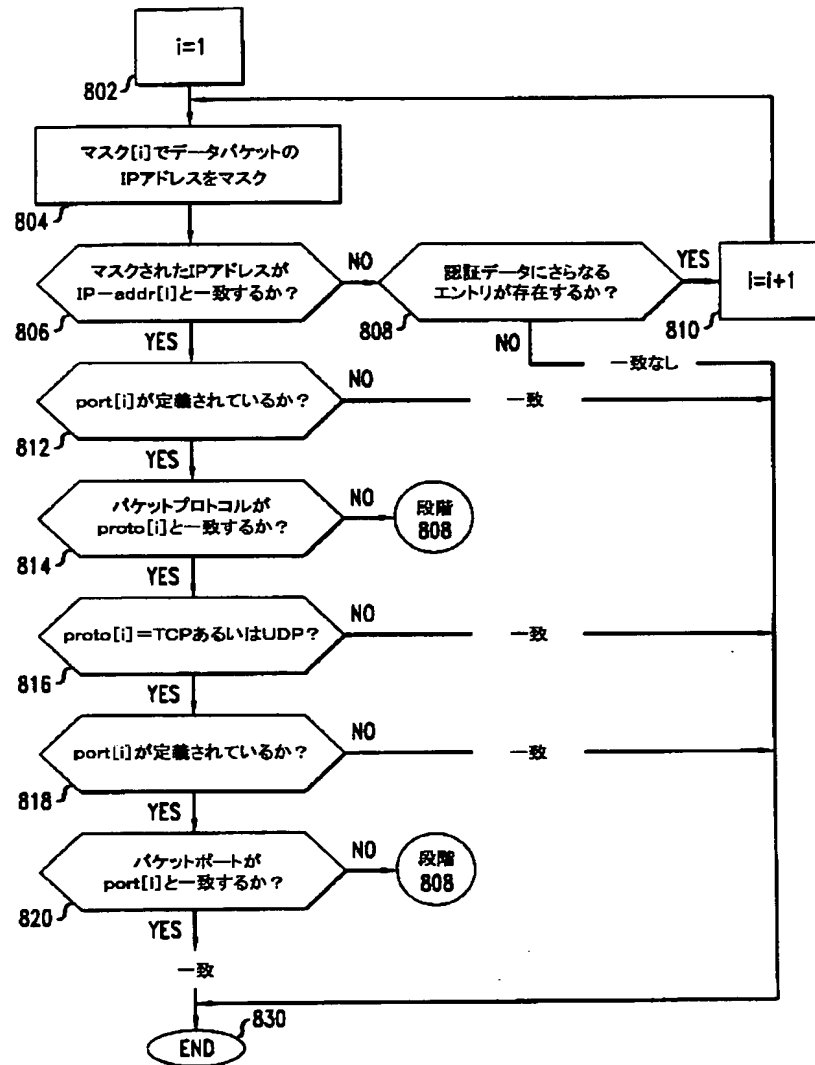 i=1
802
マスク[i]でデータパケットの
IPアドレスをマスク
804
マスクされたIPアドレスが
IP－addr[i]と一致するか？
806
NO
認証データにさらなる
エントリが存在するか？
808
YES
i=i+1
810
YES
NO
一致なし
port[i]が定義されているか？
812
NO
一致
YES
パケットプロトコルが
proto[i]と一致するか？
814
NO
段階
808
YES
proto[i]＝TCPあるいはUDP？
816
NO
一致
YES
port[i]が定義されているか？
818
NO
一致
YES
パケットポートが
port[i]と一致するか？
820
NO
段階
808
YES
一致
END
830